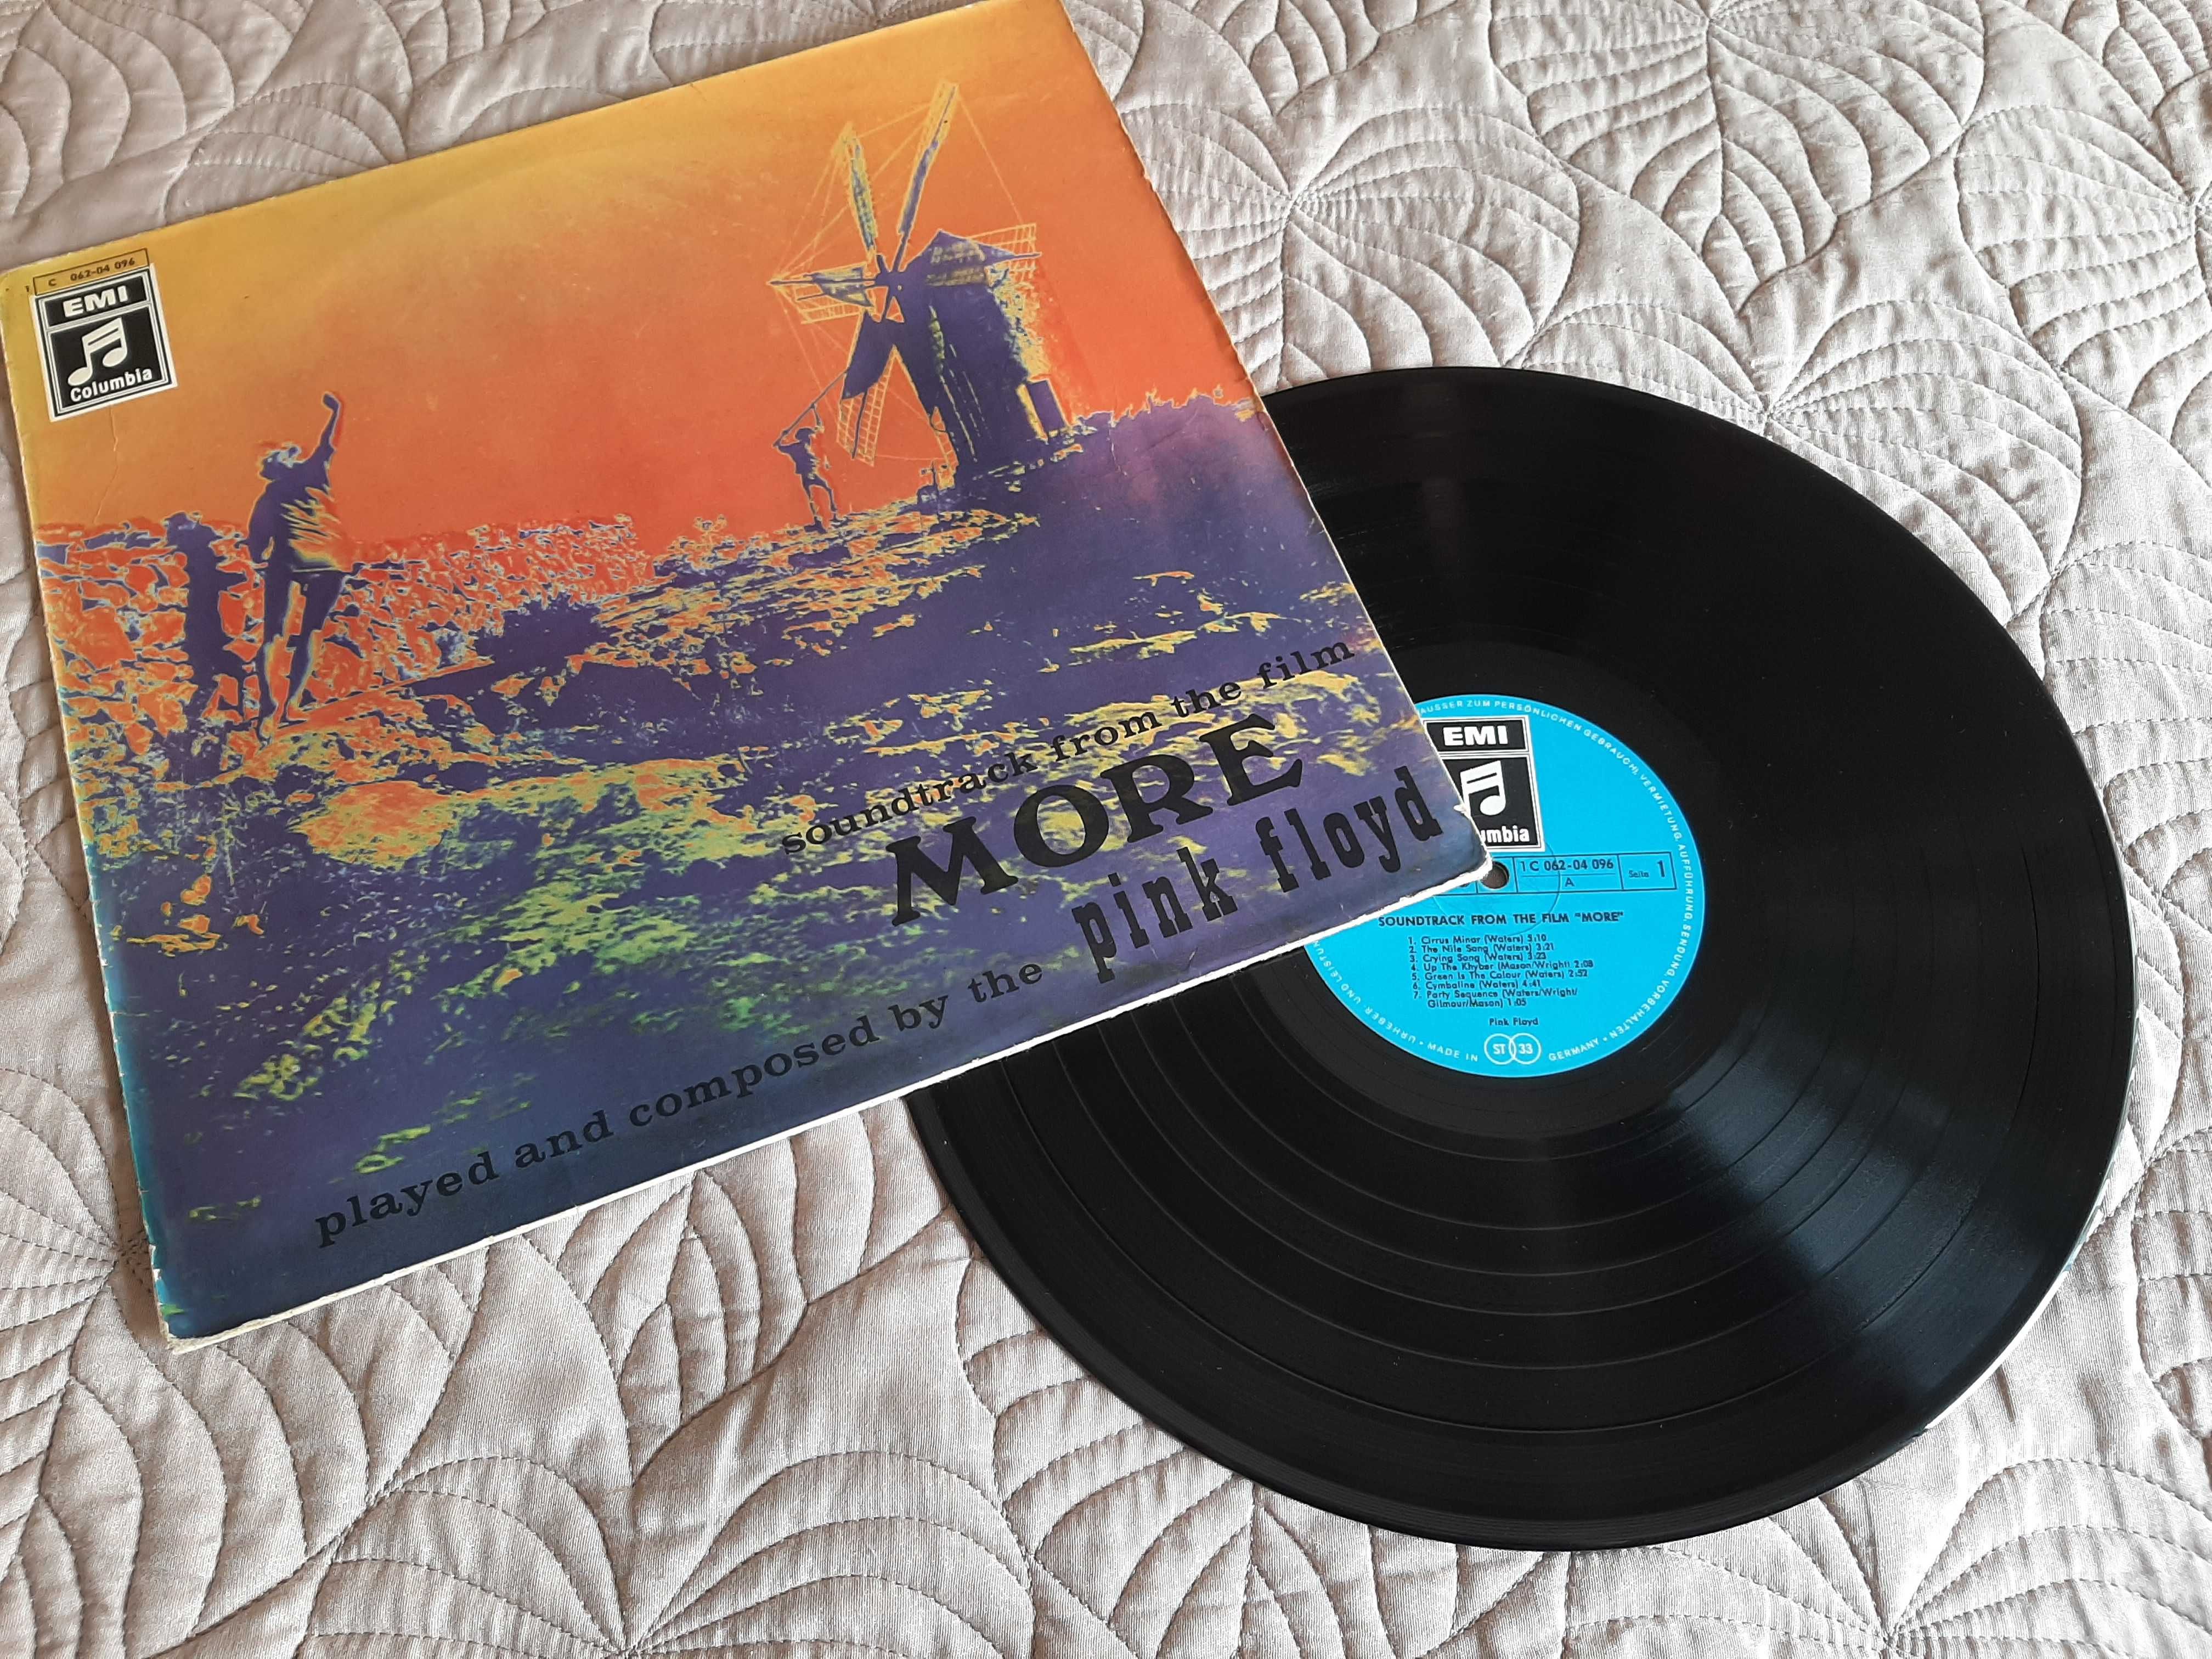 1 C 062-04 096
EMI
Columbia
soundtrack from the film
MORE
played and composed by the pink floyd
AUSSER ZUM PERSÖNLICHEN GEBRAUCH), VERMIETUNG, AUFFÜHRUNG, SENDUNG, VORBEHALTEN • MADE IN GERMANY • URHEBER UND LEISTUN
EMI
umbia
1 C 062-04 096
A
Seite 1
SOUNDTRACK FROM THE FILM "MORE"
1. Cirrus Minor (Waters) 5:10
2. The Nile Song (Waters) 3:21
3. Crying Song (Waters) 3:23
4. Up The Khyber (Mason/Wright) 2:08
5. Green Is The Colour (Waters) 2:52
6. Cymbaline (Waters) 4:41
7. Party Sequence (Waters/Wright/
Gilmour/Mason) 1:05
Pink Floyd
ST 33